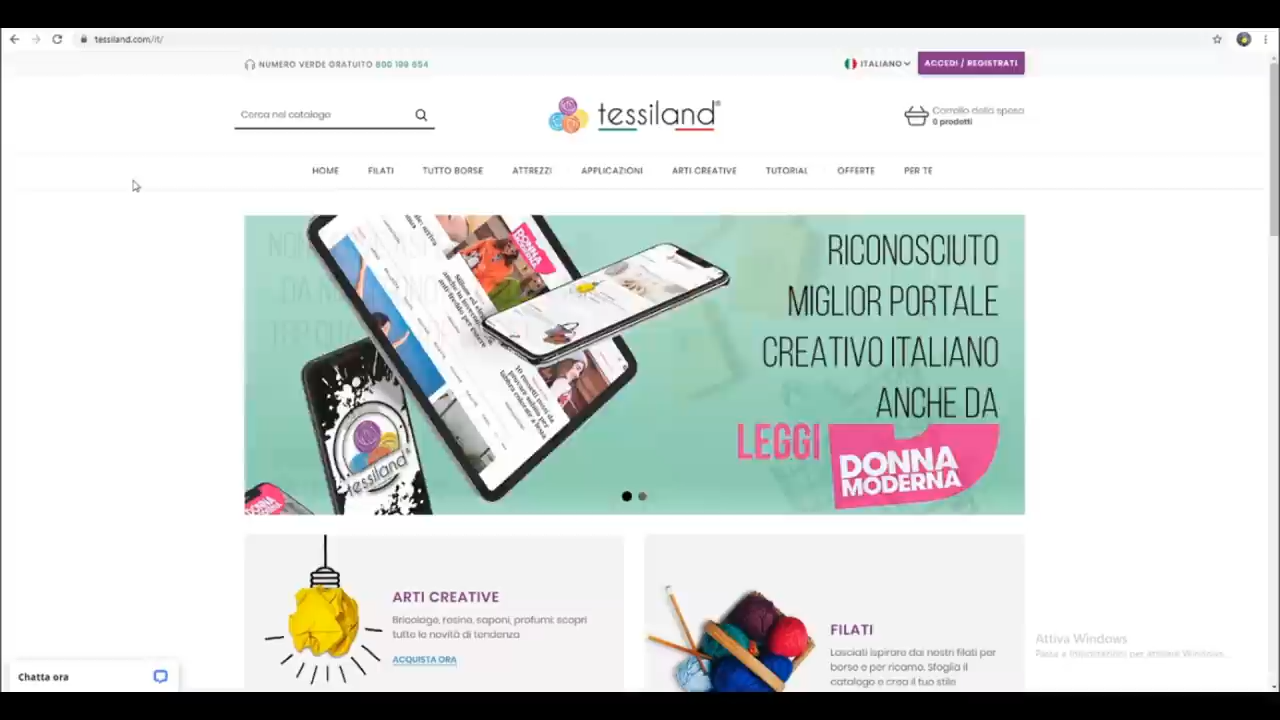 tessiland.com/it/
NUMERO VERDE GRATUITO 800 199 654
ITALIANO
ACCEDI / REGISTRATI
Cerca nel catalogo
tessiland®
Carrello della spesa
0 prodotti
HOME FILATI TUTTO BORSE ATTREZZI APPLICAZIONI ARTI CREATIVE TUTORIAL OFFERTE PER TE
RICONOSCIUTO
MIGLIOR PORTALE
CREATIVO ITALIANO
ANCHE DA
LEGGI
DONNA
MODERNA
DONNA
MODERNA
tessiland
ARTI CREATIVE
Bricolage, resine, saponi, profumi: scopri
tutte le novità di tendenza
ACQUISTA ORA
FILATI
Lasciati ispirare dai nostri filati per
borse e per ricamo. Sfoglia il
catalogo e crea il tuo stile
Attiva Windows
Chatta ora